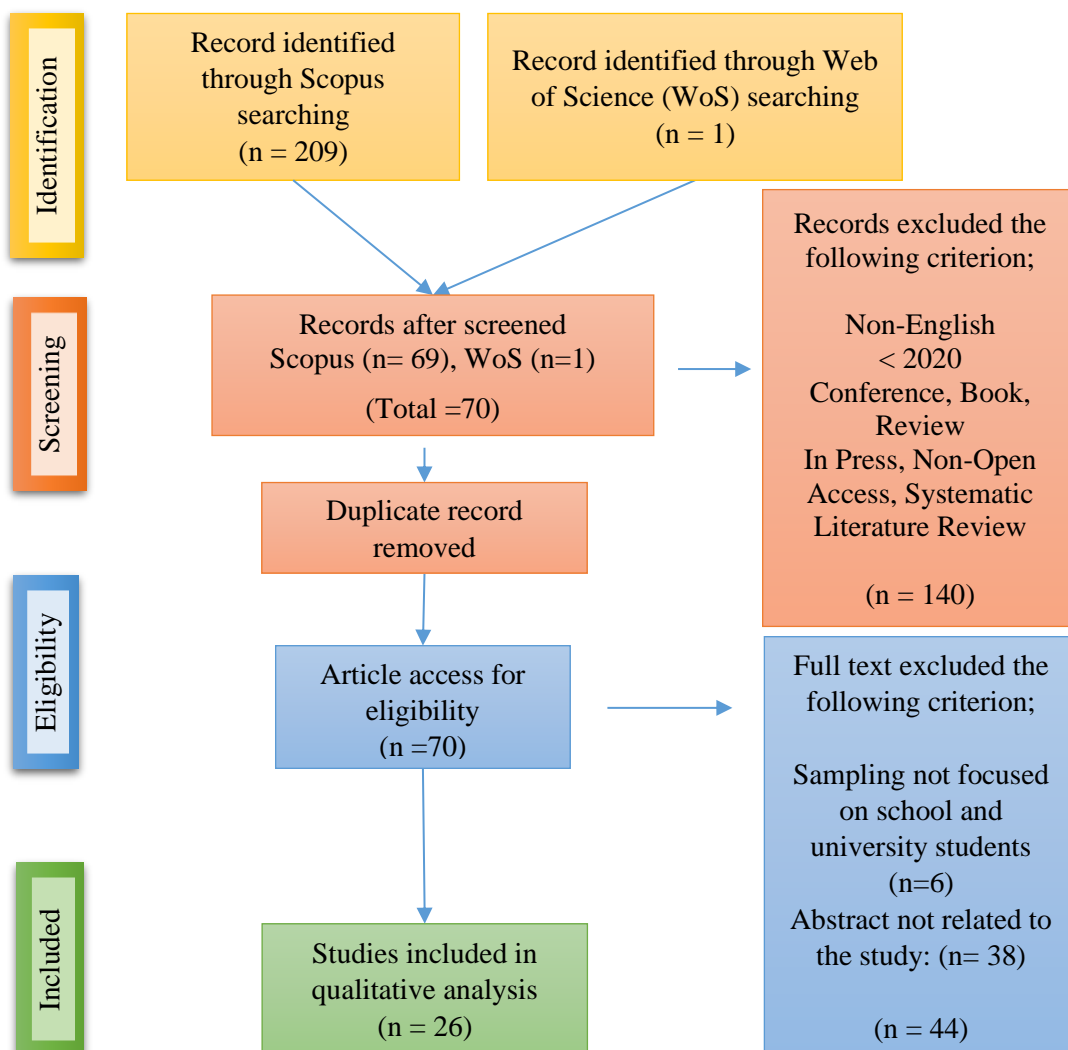 Identification
Record identified
through Scopus
searching
(n = 209)
Record identified through Web
of Science (WoS) searching
(n = 1)
Screening
Records after screened
Scopus (n= 69), WoS (n=1)
(Total =70)
Records excluded the
following criterion;
Non-English
< 2020
Conference, Book,
Review
In Press, Non-Open
Access, Systematic
Literature Review
(n = 140)
Duplicate record
removed
Eligibility
Article access for
eligibility
(n =70)
Full text excluded the
following criterion;
Sampling not focused
on school and
university students
(n=6)
Abstract not related to
the study: (n= 38)
(n = 44)
Included
Studies included in
qualitative analysis
(n = 26)